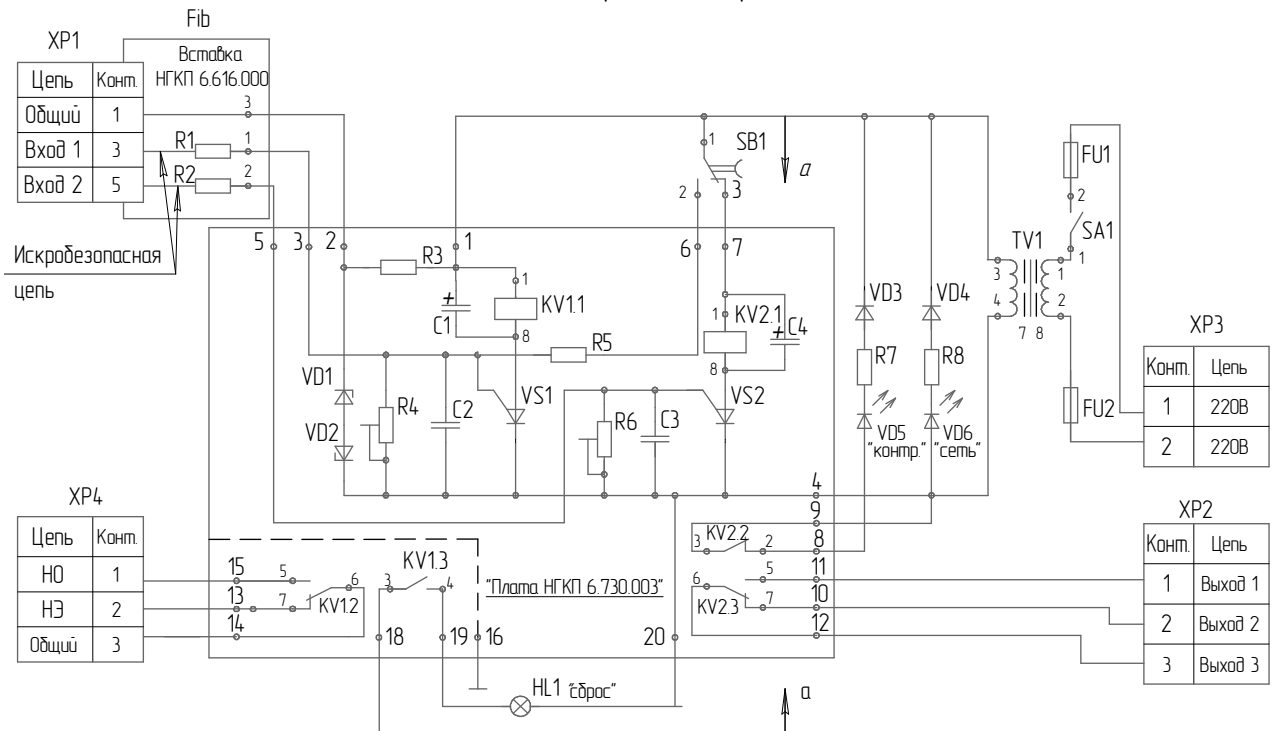 Fib
XP1
Вставка
НГКП 6.616.000
Цепь Конт.
Общий 1
Вход 1 3
Вход 2 5
3
R1 1
R2 2
Искробезопасная
цепь
1 SB1
2 3
a
5 3 2 1 6 7
R3
C1 +
1 KV1.1
8
R5
1 KV2.1
8
+ C4
VD1
VD2
R4
C2
VS1
R6
C3
VS2
VD3 VD4
R7 R8
VD5 VD6
"контр." "сеть"
TV1
3 1
4 2
7 8
FU1
2
SA1
1
FU2
XP3
Конт. Цепь
1 220В
2 220В
4
9
8
11
10
12
XP4
Цепь Конт.
НО 1
НЭ 2
Общий 3
15 5
13 7 6
14 KV1.2
KV1.3
3 4
"Плата НГКП 6.730.003"
18 19 16 20
HL1 "сброс"
KV2.2
3 2
6 5
KV2.3 7
a
XP2
Конт. Цепь
1 Выход 1
2 Выход 2
3 Выход 3